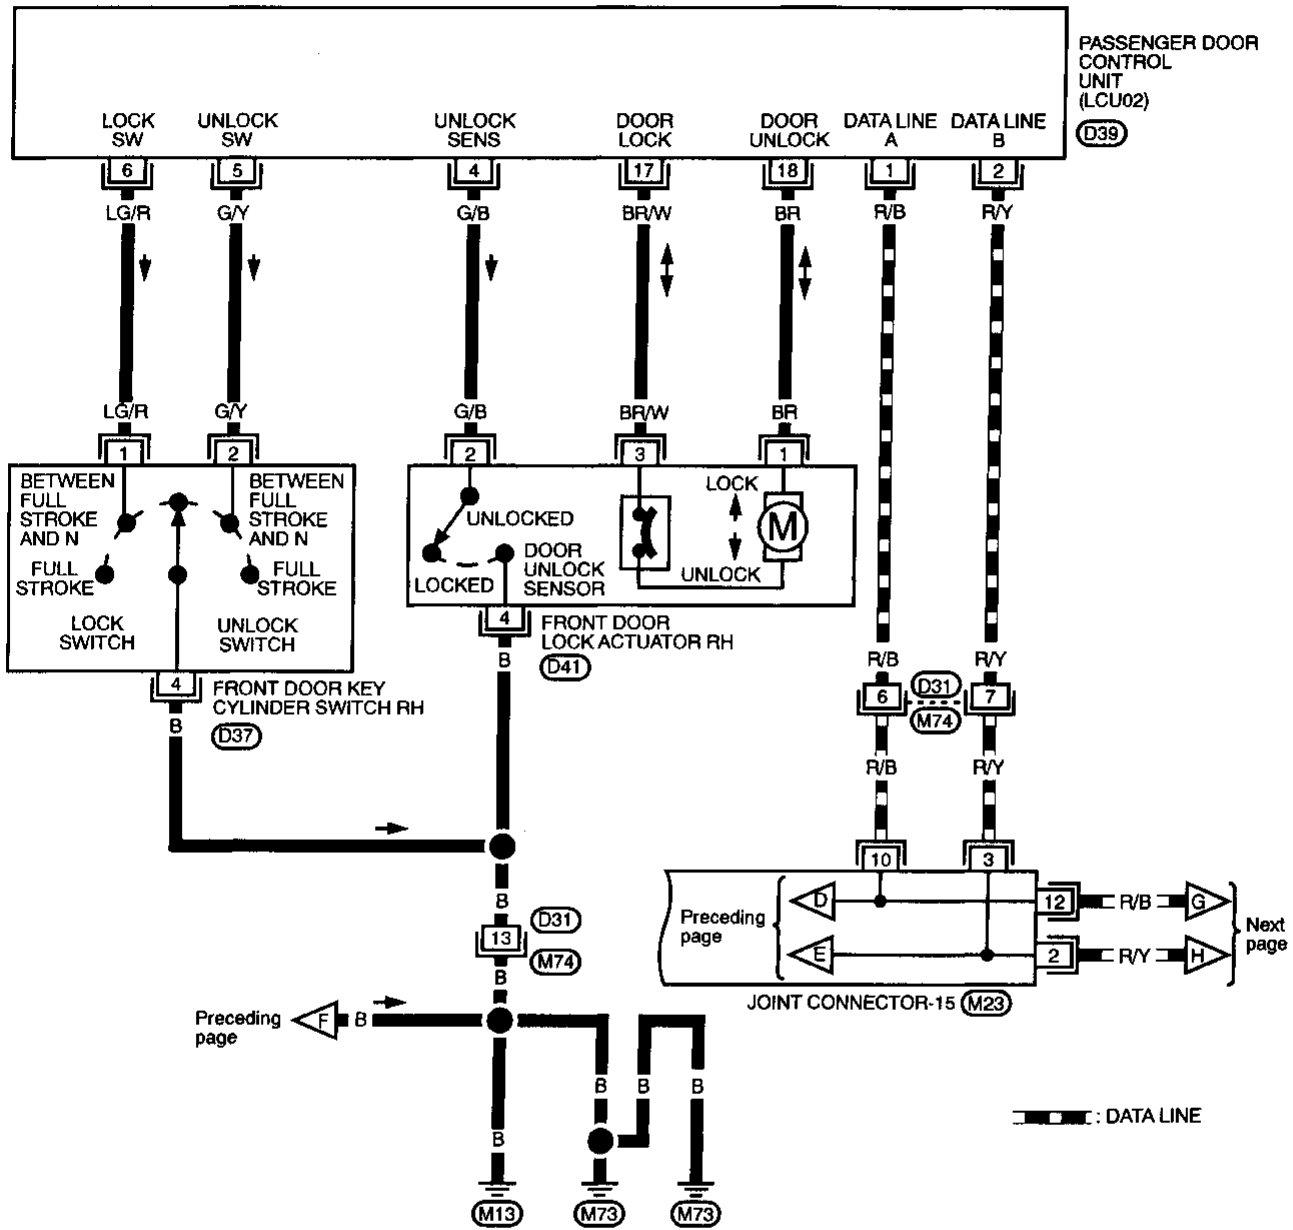 PASSENGER DOOR
CONTROL
UNIT
(LCU02)
D39
LOCK
SW
UNLOCK
SW
UNLOCK
SENS
DOOR
LOCK
DOOR
UNLOCK
DATA LINE
A
DATA LINE
B
6
5
4
17
18
1
2
LG/R
G/Y
G/B
BR/W
BR
R/B
R/Y
LG/R
G/Y
G/B
BR/W
BR
1
2
2
3
1
BETWEEN
FULL
STROKE
AND N
BETWEEN
FULL
STROKE
AND N
FULL
STROKE
FULL
STROKE
LOCK
SWITCH
UNLOCK
SWITCH
UNLOCKED
LOCKED
DOOR
UNLOCK
SENSOR
LOCK
M
UNLOCK
4
FRONT DOOR
LOCK ACTUATOR RH
D41
B
4
FRONT DOOR KEY
CYLINDER SWITCH RH
D37
B
R/B
R/Y
6
D31
M74
7
R/B
R/Y
10
3
B
13
D31
M74
B
Preceding
page
D
E
12
R/B
G
2
R/Y
H
Next
page
JOINT CONNECTOR-15 M23
Preceding
page
F
B
B
B
B
B
M13
M73
M73
: DATA LINE